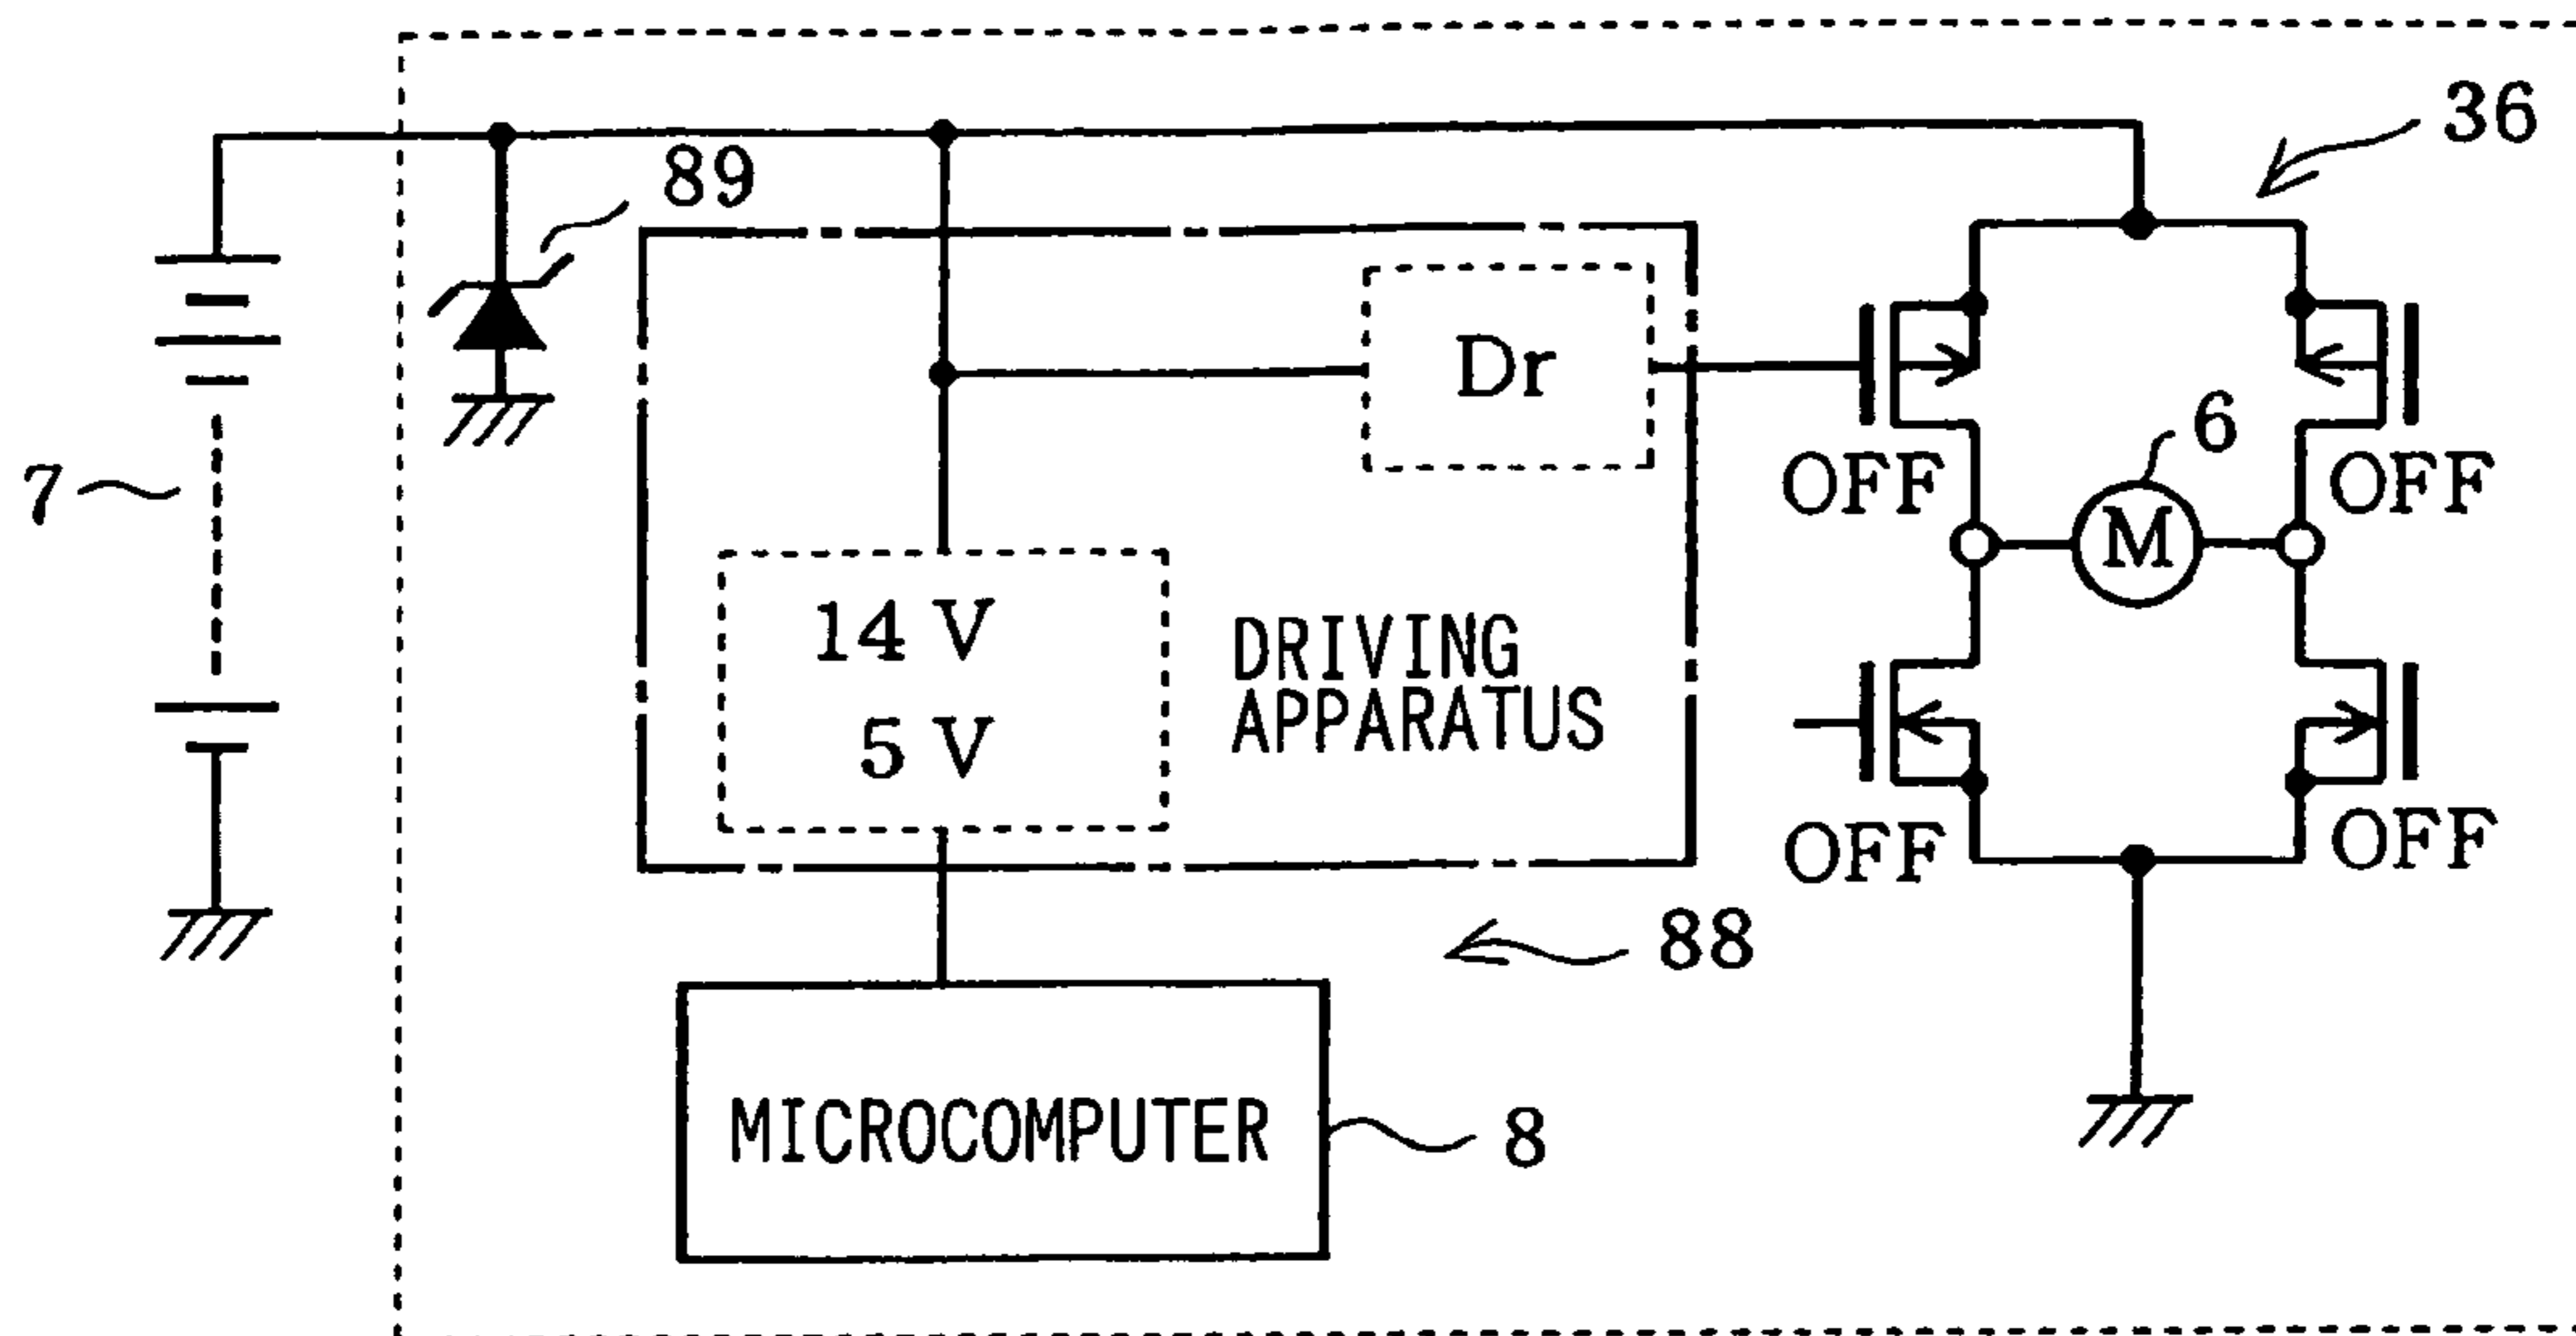 36
89
Dr
6
7
OFF
OFF
M
14 V
5 V
DRIVING
APPARATUS
OFF
OFF
88
MICROCOMPUTER
8